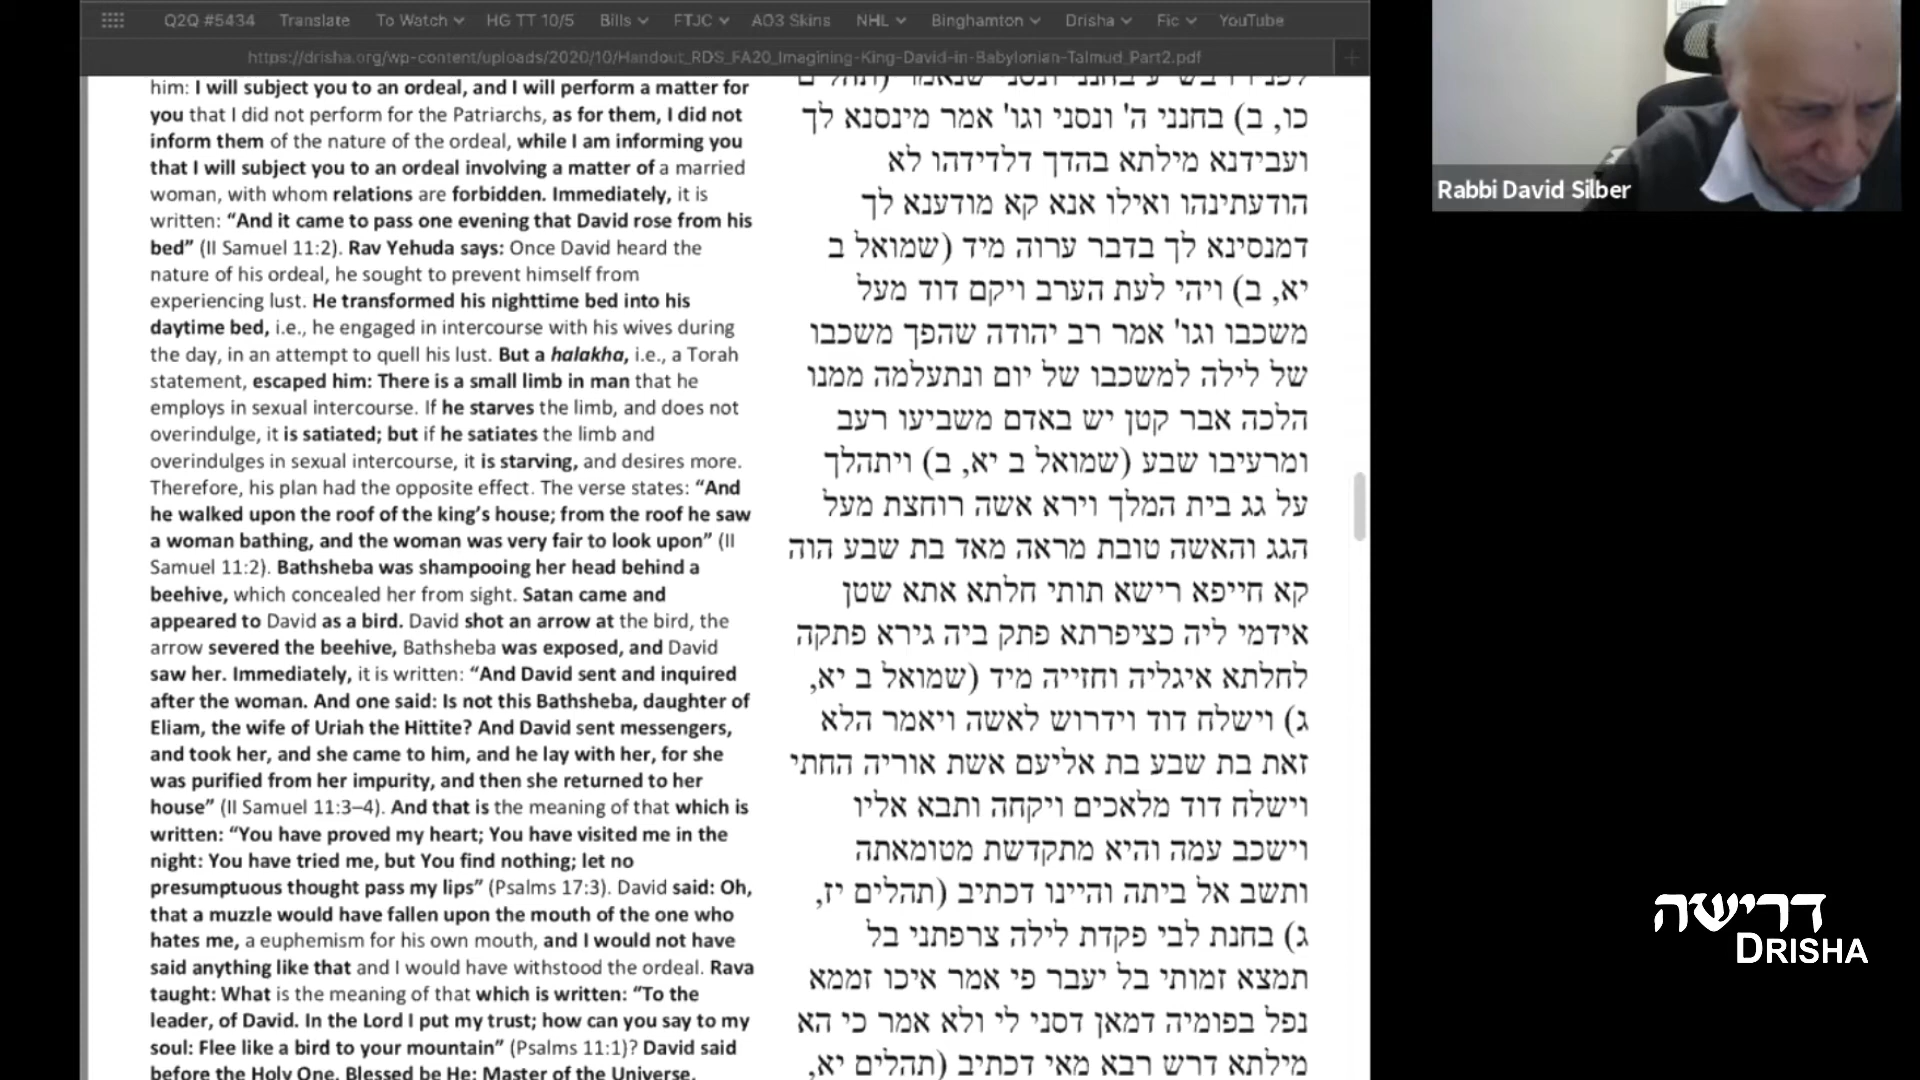 Q2Q #5434 Translate To Watch HG TT 10/5 Bills FTJC AO3 Skins NHL Binghamton Drisha Fic YouTube
https://drisha.org/wp-content/uploads/2020/10/Handout_RDS_FA20_Imagining-King-David-in-Babylonian-Talmud_Part2.pdf
him: I will subject you to an ordeal, and I will perform a matter for
you that I did not perform for the Patriarchs, as for them, I did not
inform them of the nature of the ordeal, while I am informing you
that I will subject you to an ordeal involving a matter of a married
woman, with whom relations are forbidden. Immediately, it is
written: “And it came to pass one evening that David rose from his
bed” (II Samuel 11:2). Rav Yehuda says: Once David heard the
nature of his ordeal, he sought to prevent himself from
experiencing lust. He transformed his nighttime bed into his
daytime bed, i.e., he engaged in intercourse with his wives during
the day, in an attempt to quell his lust. But a halakha, i.e., a Torah
statement, escaped him: There is a small limb in man that he
employs in sexual intercourse. If he starves the limb, and does not
overindulge, it is satiated; but if he satiates the limb and
overindulges in sexual intercourse, it is starving, and desires more.
Therefore, his plan had the opposite effect. The verse states: “And
he walked upon the roof of the king’s house; from the roof he saw
a woman bathing, and the woman was very fair to look upon” (II
Samuel 11:2). Bathsheba was shampooing her head behind a
beehive, which concealed her from sight. Satan came and
appeared to David as a bird. David shot an arrow at the bird, the
arrow severed the beehive, Bathsheba was exposed, and David
saw her. Immediately, it is written: “And David sent and inquired
after the woman. And one said: Is not this Bathsheba, daughter of
Eliam, the wife of Uriah the Hittite? And David sent messengers,
and took her, and she came to him, and he lay with her, for she
was purified from her impurity, and then she returned to her
house” (II Samuel 11:3–4). And that is the meaning of that which is
written: “You have proved my heart; You have visited me in the
night: You have tried me, but You find nothing; let no
presumptuous thought pass my lips” (Psalms 17:3). David said: Oh,
that a muzzle would have fallen upon the mouth of the one who
hates me, a euphemism for his own mouth, and I would not have
said anything like that and I would have withstood the ordeal. Rava
taught: What is the meaning of that which is written: “To the
leader, of David. In the Lord I put my trust; how can you say to my
soul: Flee like a bird to your mountain” (Psalms 11:1)? David said
before the Holy One, Blessed be He: Master of the Universe,
כו, ב) בחנני ה' ונסני וגו' אמר מינסנא לך
ועבידנא מילתא בהדך דלדידהו לא
הודעתינהו ואילו אנא קא מודענא לך
דמנסינא לך בדבר ערוה מיד (שמואל ב
יא, ב) ויהי לעת הערב ויקם דוד מעל
משכבו וגו' אמר רב יהודה שהפך משכבו
של לילה למשכבו של יום ונתעלמה ממנו
הלכה אבר קטן יש באדם משביעו רעב
ומרעיבו שבע (שמואל ב יא, ב) ויתהלך
על גג בית המלך וירא אשה רוחצת מעל
הגג והאשה טובת מראה מאד בת שבע הוה
קא חייפא רישא תותי חלתא אתא שטן
אידמי ליה כציפרתא פתק ביה גירא פתקה
לחלתא איגליה וחזייה מיד (שמואל ב יא,
ג) וישלח דוד וידרוש לאשה ויאמר הלא
זאת בת שבע בת אליעם אשת אוריה החתי
וישלח דוד מלאכים ויקחה ותבא אליו
וישכב עמה והיא מתקדשת מטומאתה
ותשב אל ביתה והיינו דכתיב (תהלים יז,
ג) בחנת לבי פקדת לילה צרפתני בל
תמצא זמותי בל יעבר פי אמר איכו זממא
נפל בפומיה דמאן דסני לי ולא אמר כי הא
מילתא דרש רבא מאי דכתיב (תהלים יא,
Rabbi David Silber
דרישה
DRISHA